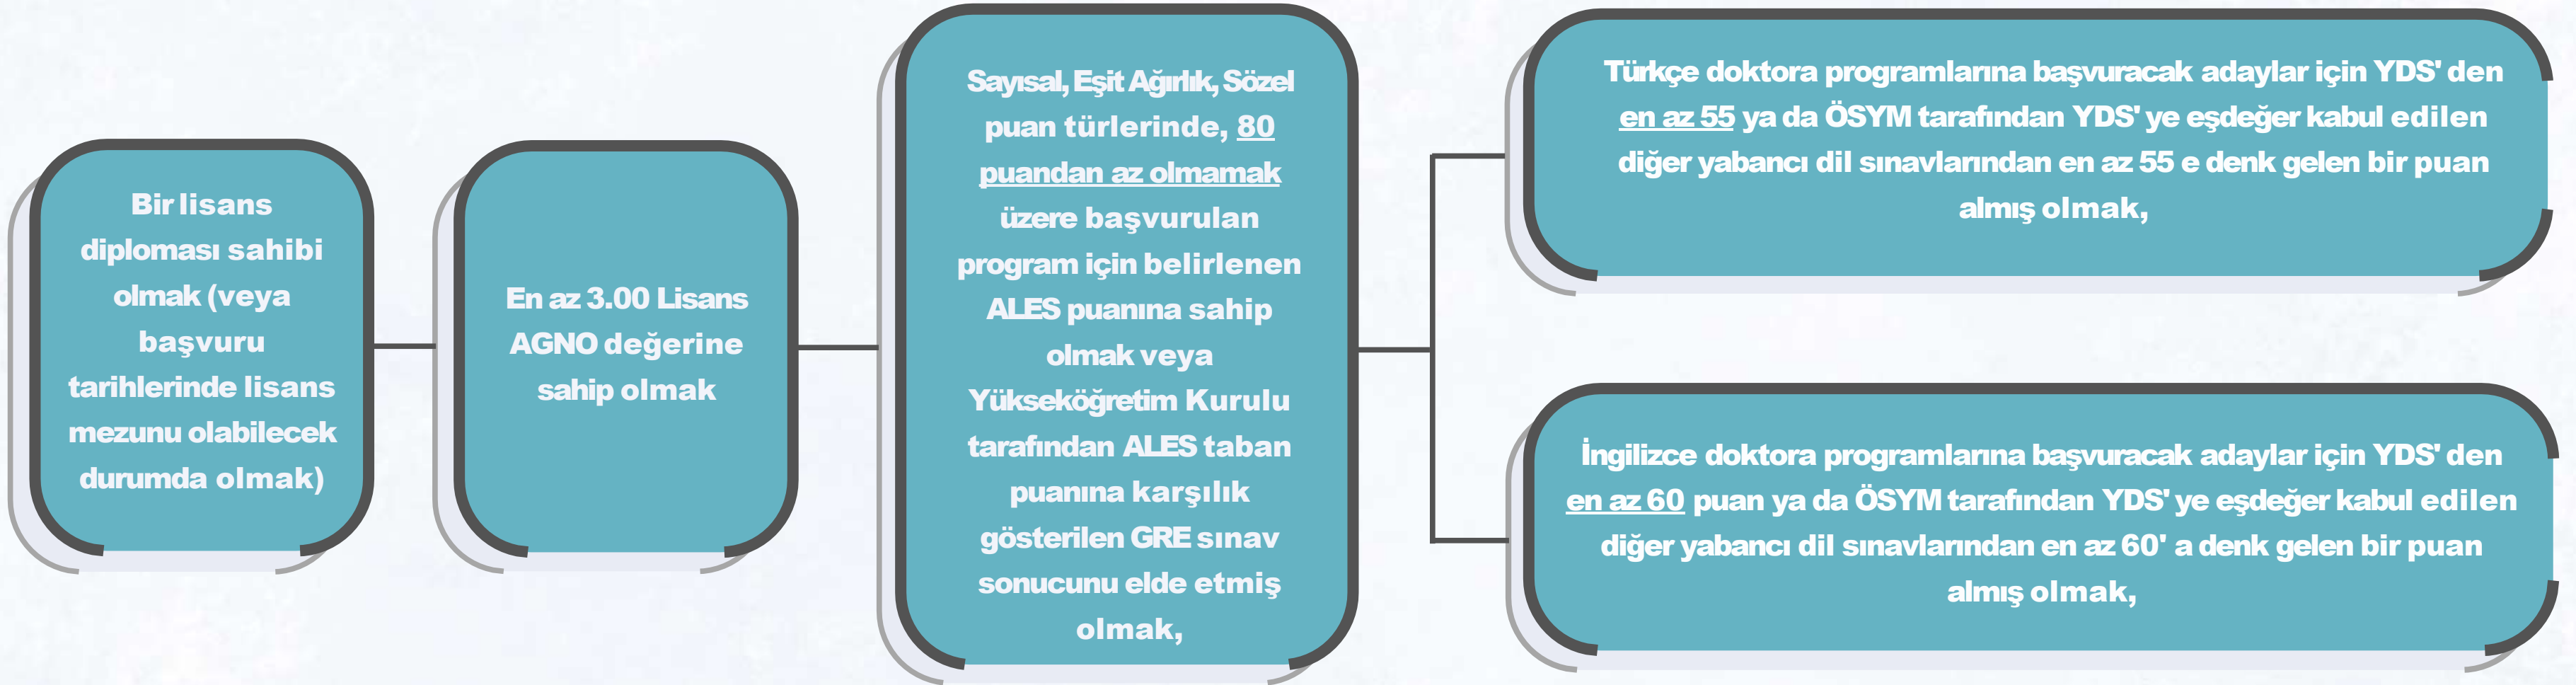 Bir lisans
diploması sahibi
olmak (veya
başvuru
tarihlerinde lisans
mezunu olabilecek
durumda olmak)
En az 3.00 Lisans
AGNO değerine
sahip olmak
Sayısal, Eşit Ağırlık, Sözel
puan türlerinde, 80
puandan az olmamak
üzere başvurulan
program için belirlenen
ALES puanına sahip
olmak veya
Yükseköğretim Kurulu
tarafından ALES taban
puanına karşılık
gösterilen GRE sınav
sonucunu elde etmiş
olmak,
Türkçe doktora programlarına başvuracak adaylar için YDS' den
en az 55 ya da ÖSYM tarafından YDS' ye eşdeğer kabul edilen
diğer yabancı dil sınavlarından en az 55 e denk gelen bir puan
almış olmak,
İngilizce doktora programlarına başvuracak adaylar için YDS' den
en az 60 puan ya da ÖSYM tarafından YDS' ye eşdeğer kabul edilen
diğer yabancı dil sınavlarından en az 60' a denk gelen bir puan
almış olmak,